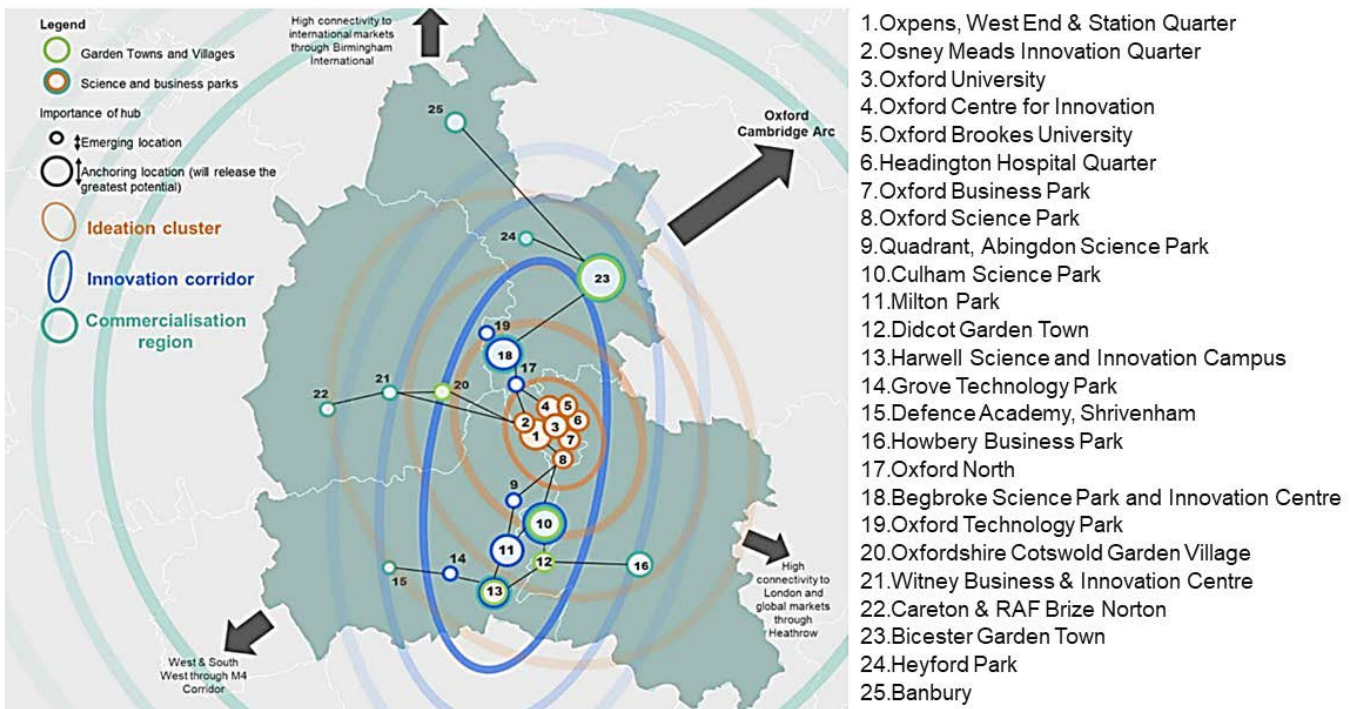 Legend
Garden Towns and Villages
Science and business parks
Importance of hub
Emerging location
Anchoring location (will release the
greatest potential)
Ideation cluster
Innovation corridor
Commercialisation
region
High connectivity to
international markets
through Birmingham
International
Oxford
Cambridge Arc
25
24
23
19
18
17
22
21
20
4
5
2
3
6
1
7
8
9
10
11
12
14
15
13
16
High
connectivity to
London and
global markets
through
Heathrow
West & South
West through M4
Corridor
1.Oxpens, West End & Station Quarter
2.Osney Meads Innovation Quarter
3.Oxford University
4.Oxford Centre for Innovation
5.Oxford Brookes University
6.Headington Hospital Quarter
7.Oxford Business Park
8.Oxford Science Park
9.Quadrant, Abingdon Science Park
10.Culham Science Park
11.Milton Park
12.Didcot Garden Town
13.Harwell Science and Innovation Campus
14.Grove Technology Park
15.Defence Academy, Shrivenham
16.Howbery Business Park
17.Oxford North
18.Begbroke Science Park and Innovation Centre
19.Oxford Technology Park
20.Oxfordshire Cotswold Garden Village
21.Witney Business & Innovation Centre
22.Careton & RAF Brize Norton
23.Bicester Garden Town
24.Heyford Park
25.Banbury